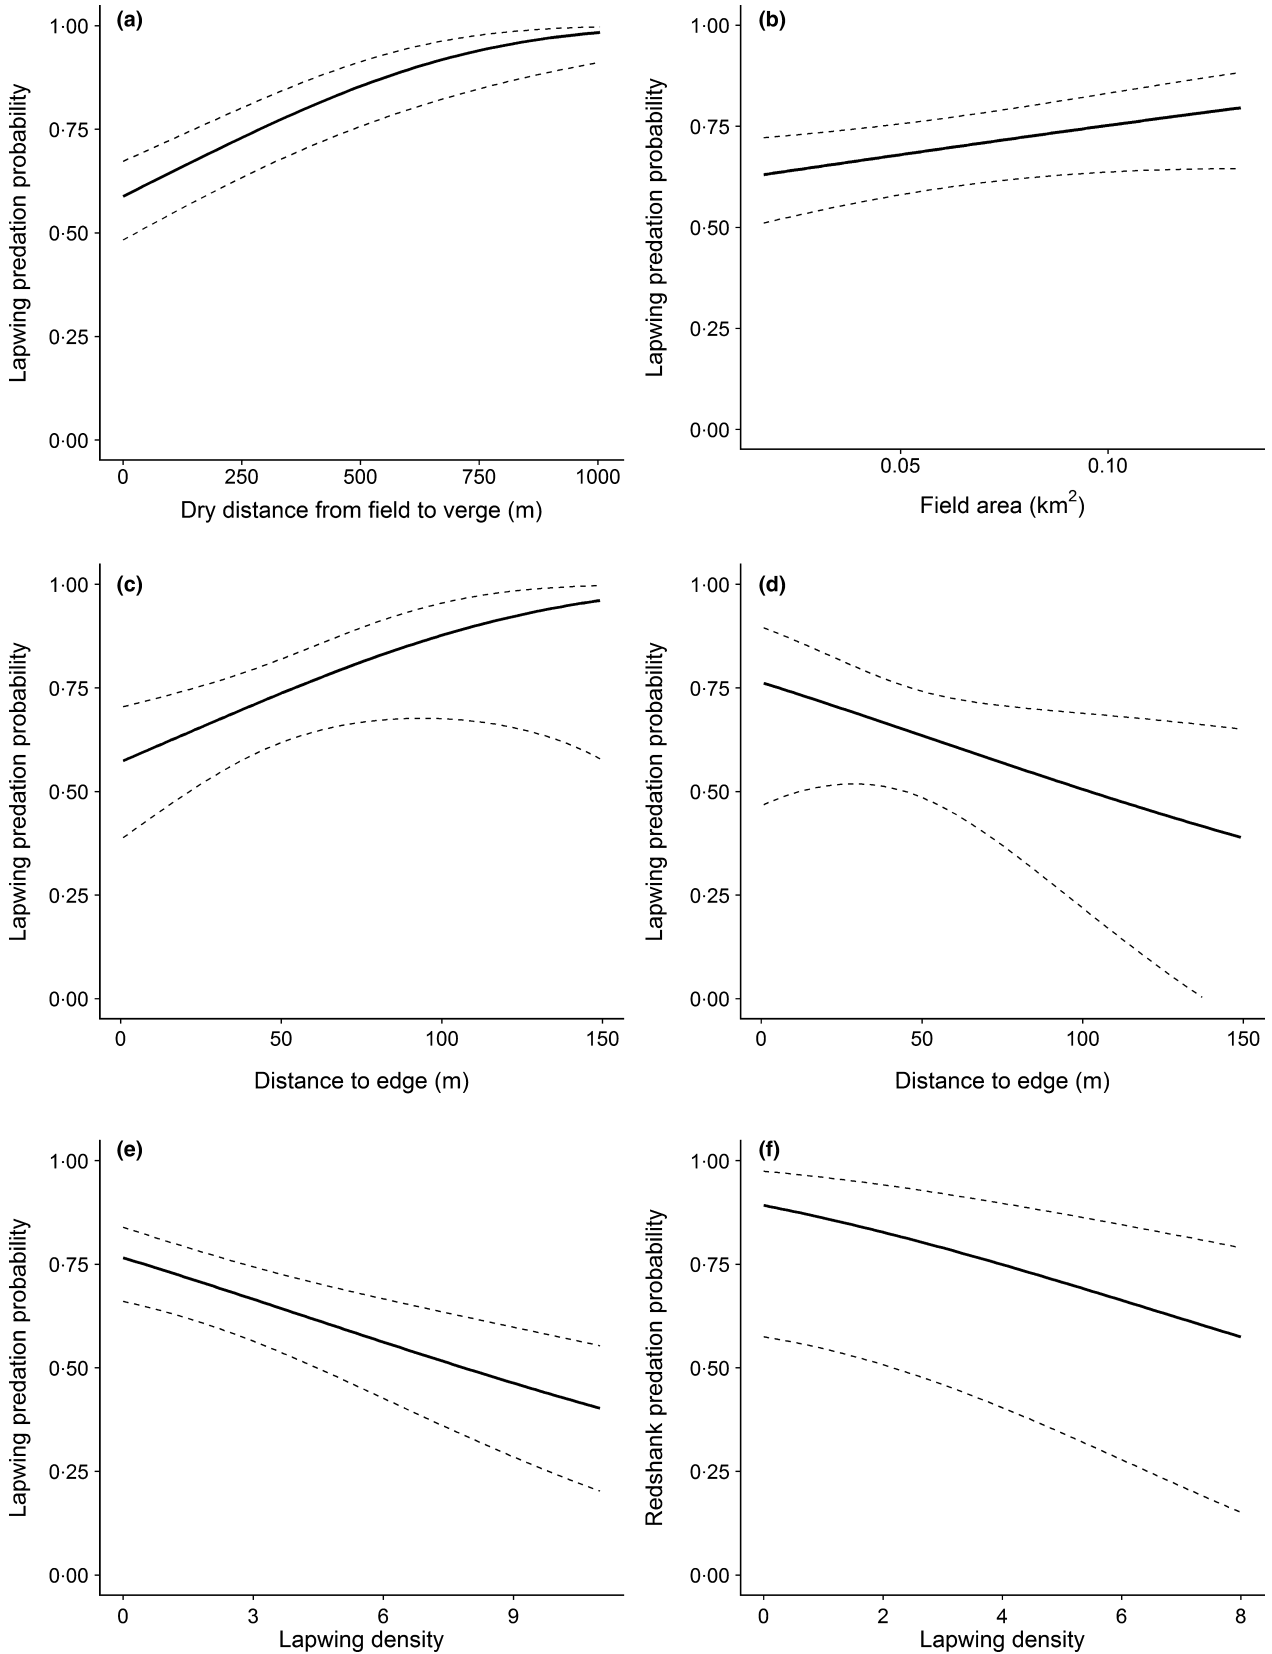 (a)
Lapwing predation probability
1·00
0·75
0·50
0·25
0·00
0 250 500 750 1000
Dry distance from field to verge (m)
(b)
Lapwing predation probability
1·00
0·75
0·50
0·25
0·00
0.05 0.10
Field area (km²)
(c)
Lapwing predation probability
1·00
0·75
0·50
0·25
0·00
0 50 100 150
Distance to edge (m)
(d)
Lapwing predation probability
1·00
0·75
0·50
0·25
0·00
0 50 100 150
Distance to edge (m)
(e)
Lapwing predation probability
1·00
0·75
0·50
0·25
0·00
0 3 6 9
Lapwing density
(f)
Redshank predation probability
1·00
0·75
0·50
0·25
0·00
0 2 4 6 8
Lapwing density